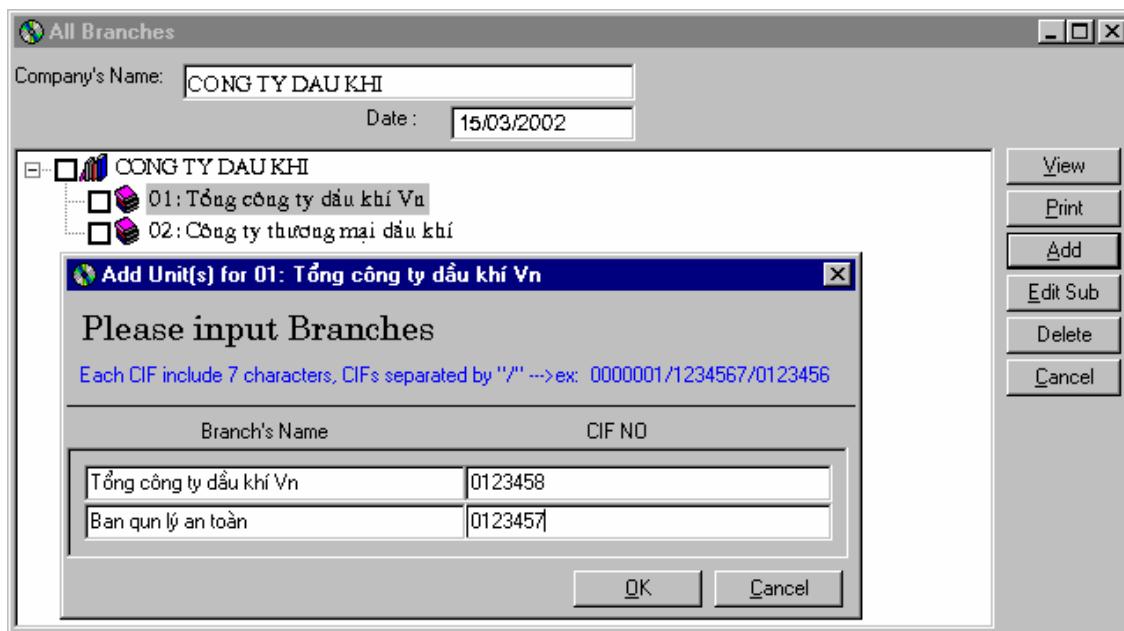 All Branches
Company's Name: CONG TY DAU KHI
Date : 15/03/2002
CONG TY DAU KHI
01: Tổng công ty dầu khí Vn
02: Công ty thương mại dầu khí
View
Print
Add
Edit Sub
Delete
Cancel
Add Unit(s) for 01: Tổng công ty dầu khí Vn
Please input Branches
Each CIF include 7 characters, CIFs separated by "/" --->ex: 0000001/1234567/0123456
Branch's Name CIF NO
Tổng công ty dầu khí Vn 0123458
Ban qun lý an toàn 0123457
OK Cancel